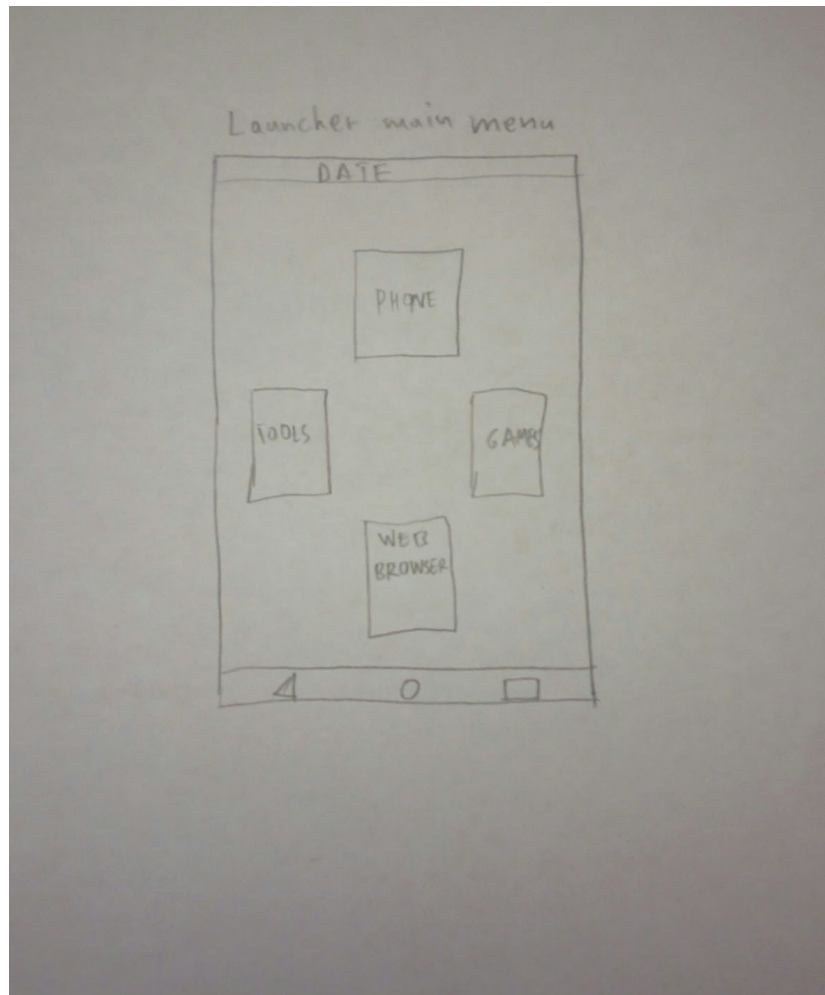 Launcher main menu
DATE
PHONE
TOOLS
GAMES
WEB
BROWSER